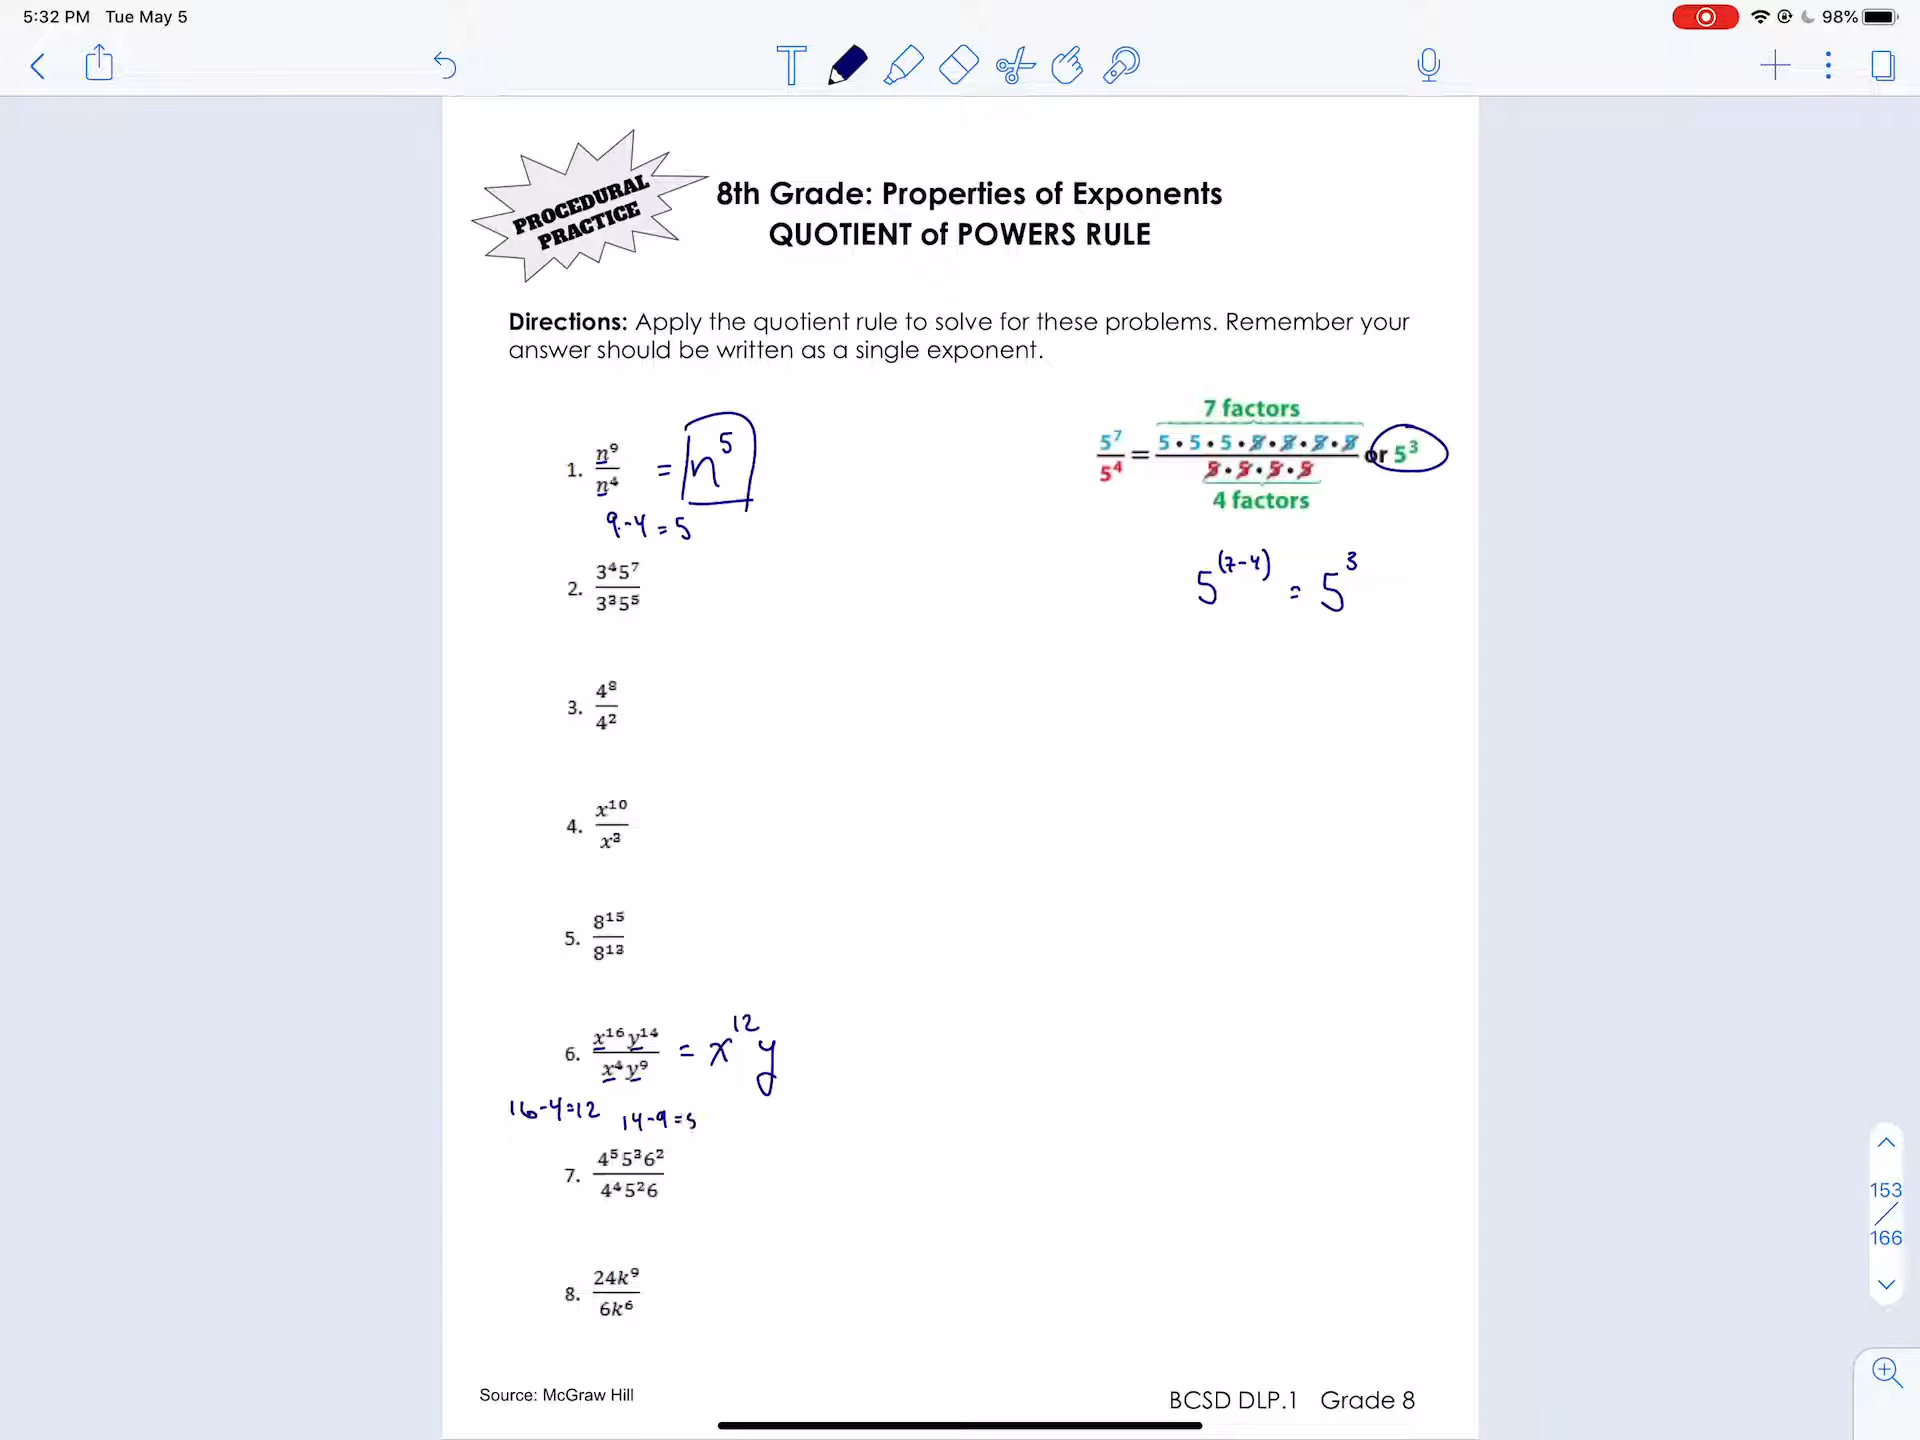 5:32 PM Tue May 5
98%
T
PROCEDURAL
PRACTICE
8th Grade: Properties of Exponents
QUOTIENT of POWERS RULE
Directions: Apply the quotient rule to solve for these problems. Remember your
answer should be written as a single exponent.
7 factors
5⁷/5⁴ = 5 • 5 • 5 • 5 • 5 • 5 • 5 / 5 • 5 • 5 • 5 or 5³
4 factors
5⁽⁷⁻⁴⁾ = 5³
1. n⁹/n⁴ = n⁵
9-4=5
2. 3⁴5⁷/3³5⁵
3. 4⁸/4²
4. x¹⁰/x³
5. 8¹⁵/8¹³
6. x¹⁶y¹⁴/x⁴y⁹ = x¹²y
16-4=12 14-9=5
7. 4⁵5³6²/4⁴5²6
8. 24k⁹/6k⁶
153
/
166
Source: McGraw Hill
BCSD DLP.1 Grade 8